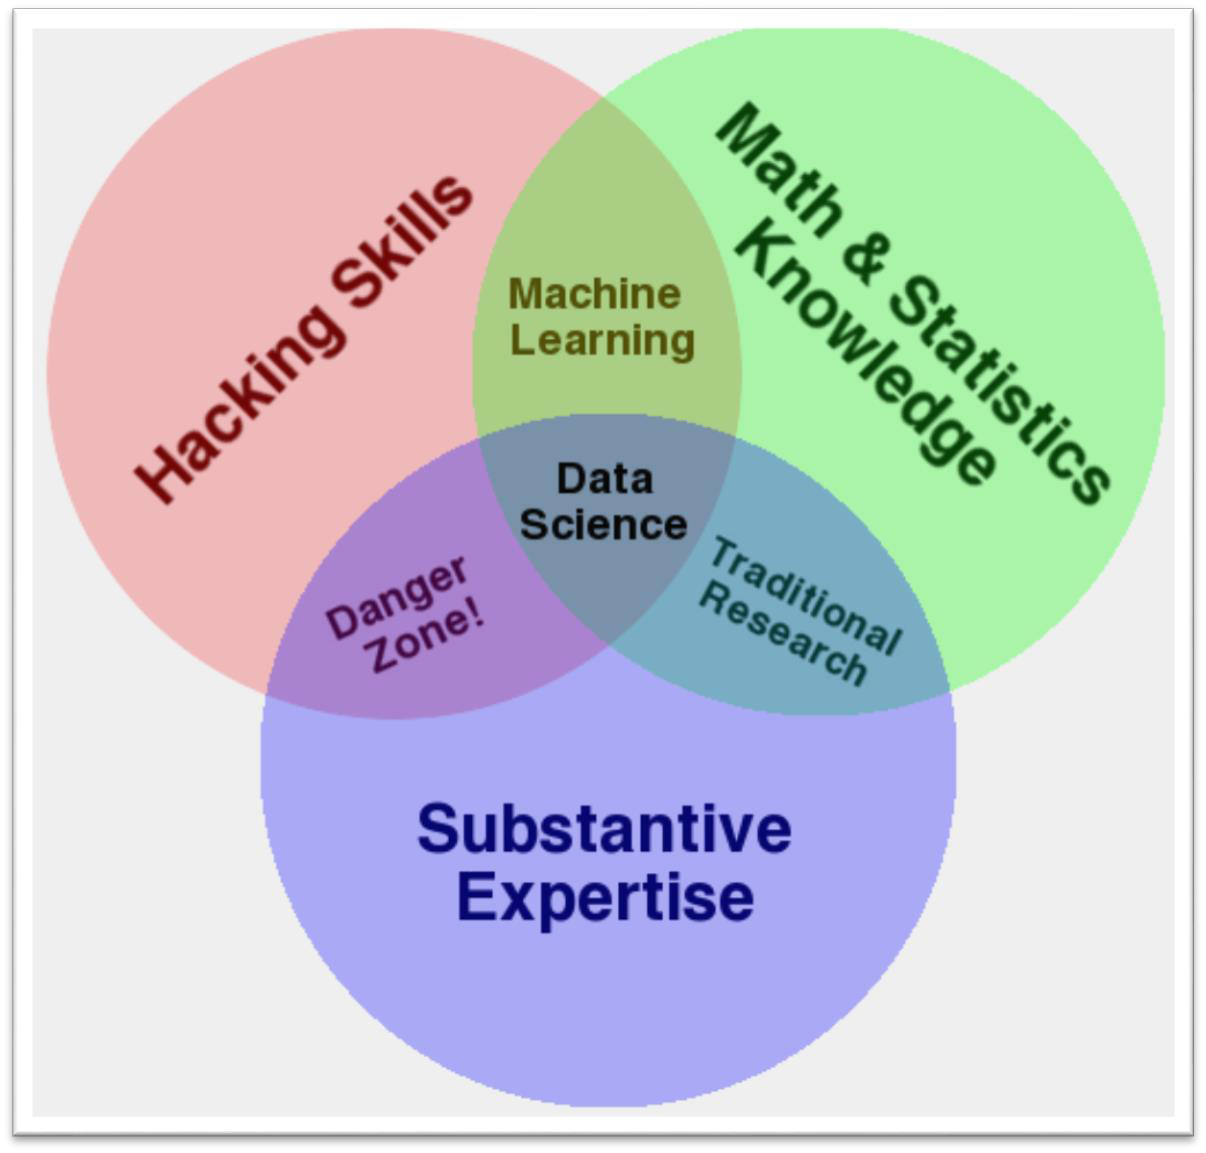 Hacking Skills
Math & Statistics
Knowledge
Machine
Learning
Data
Science
Danger
Zone!
Traditional
Research
Substantive
Expertise